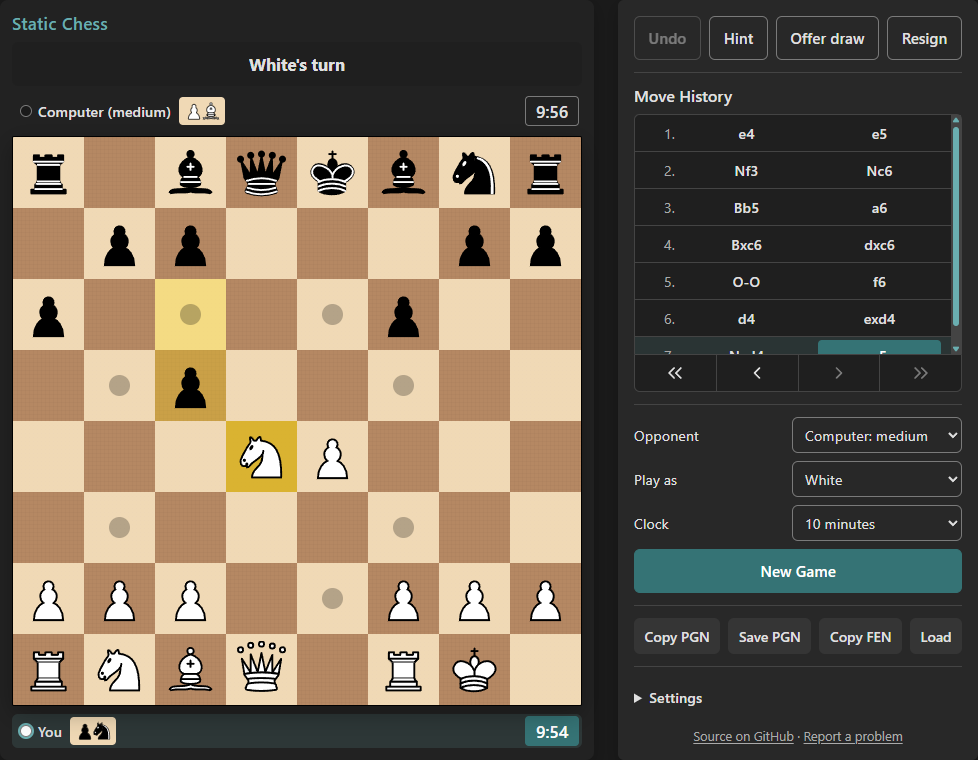 Static Chess
White's turn
Computer (medium)
9:56
You
9:54
Undo Hint Offer draw Resign
Move History
1. e4 e5
2. Nf3 Nc6
3. Bb5 a6
4. Bxc6 dxc6
5. O-O f6
6. d4 exd4
Opponent Computer: medium
Play as White
Clock 10 minutes
New Game
Copy PGN Save PGN Copy FEN Load
Settings
Source on GitHub · Report a problem